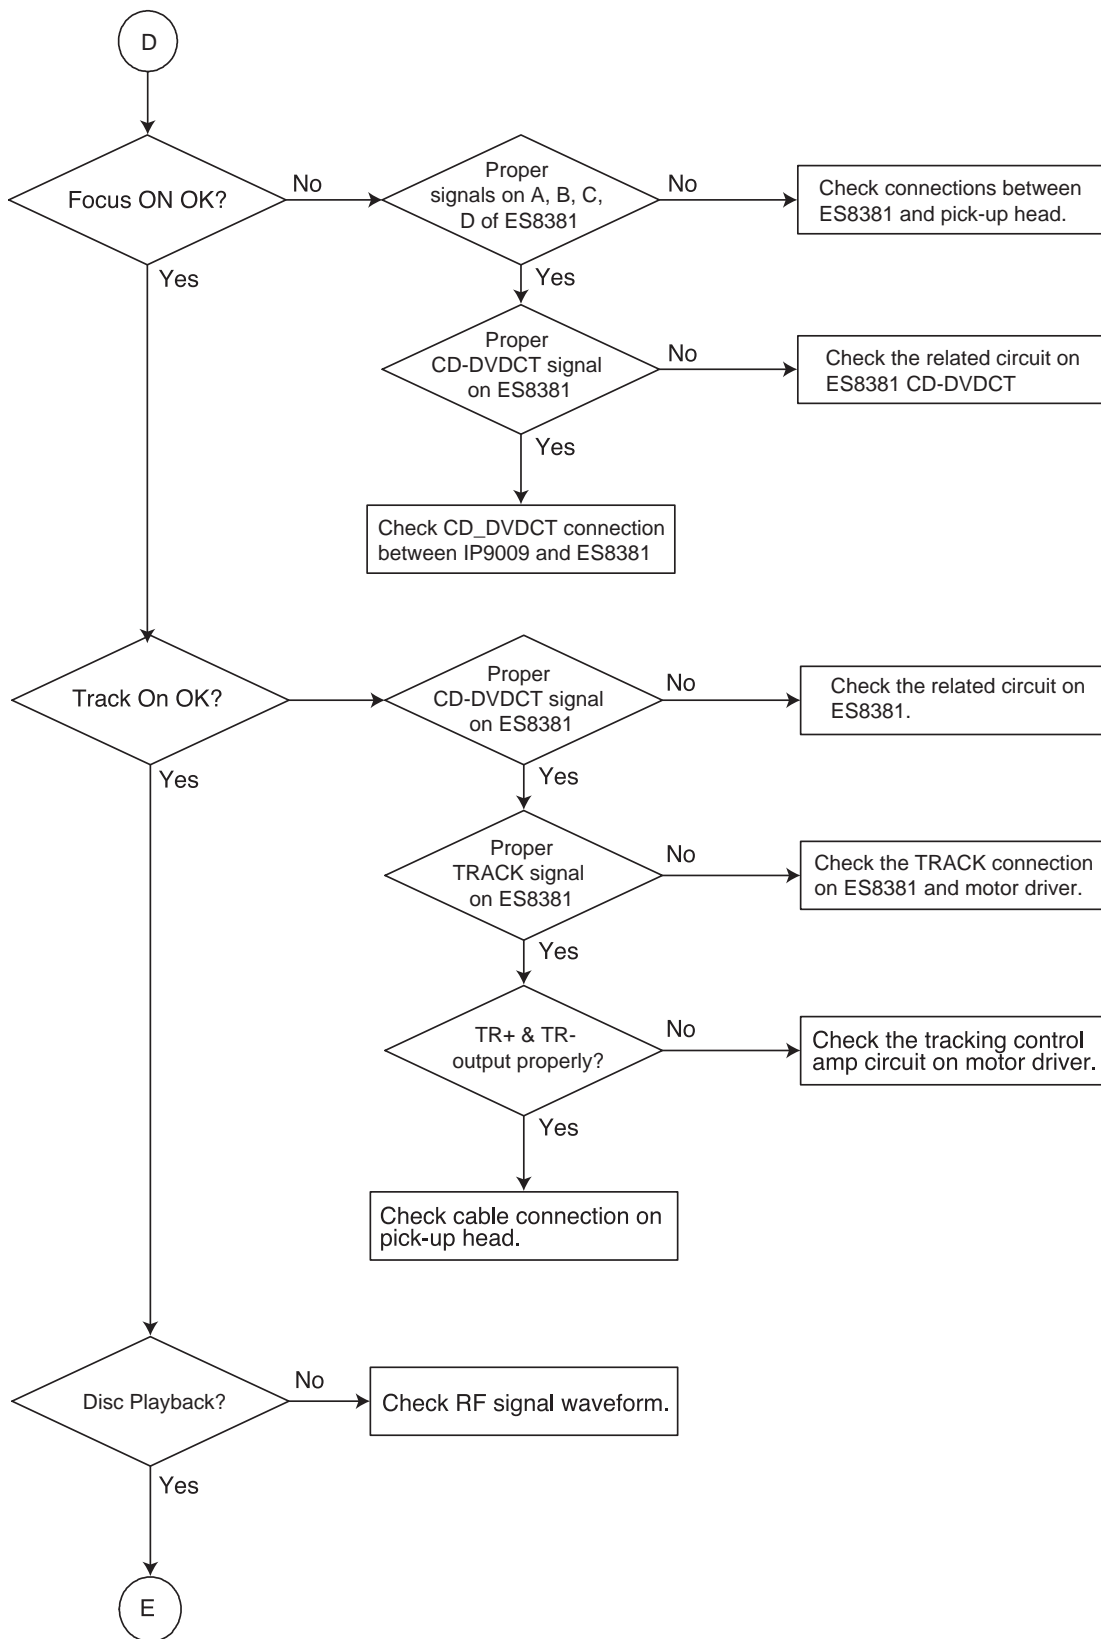 D
Focus ON OK?
No
Yes
Proper
signals on A, B, C,
D of ES8381
No
Yes
Check connections between
ES8381 and pick-up head.
Proper
CD-DVDCT signal
on ES8381
No
Yes
Check the related circuit on
ES8381 CD-DVDCT
Check CD_DVDCT connection
between IP9009 and ES8381
Track On OK?
Yes
Proper
CD-DVDCT signal
on ES8381
No
Yes
Check the related circuit on
ES8381.
Proper
TRACK signal
on ES8381
No
Yes
Check the TRACK connection
on ES8381 and motor driver.
TR+ & TR-
output properly?
No
Yes
Check the tracking control
amp circuit on motor driver.
Check cable connection on
pick-up head.
Disc Playback?
No
Yes
Check RF signal waveform.
E